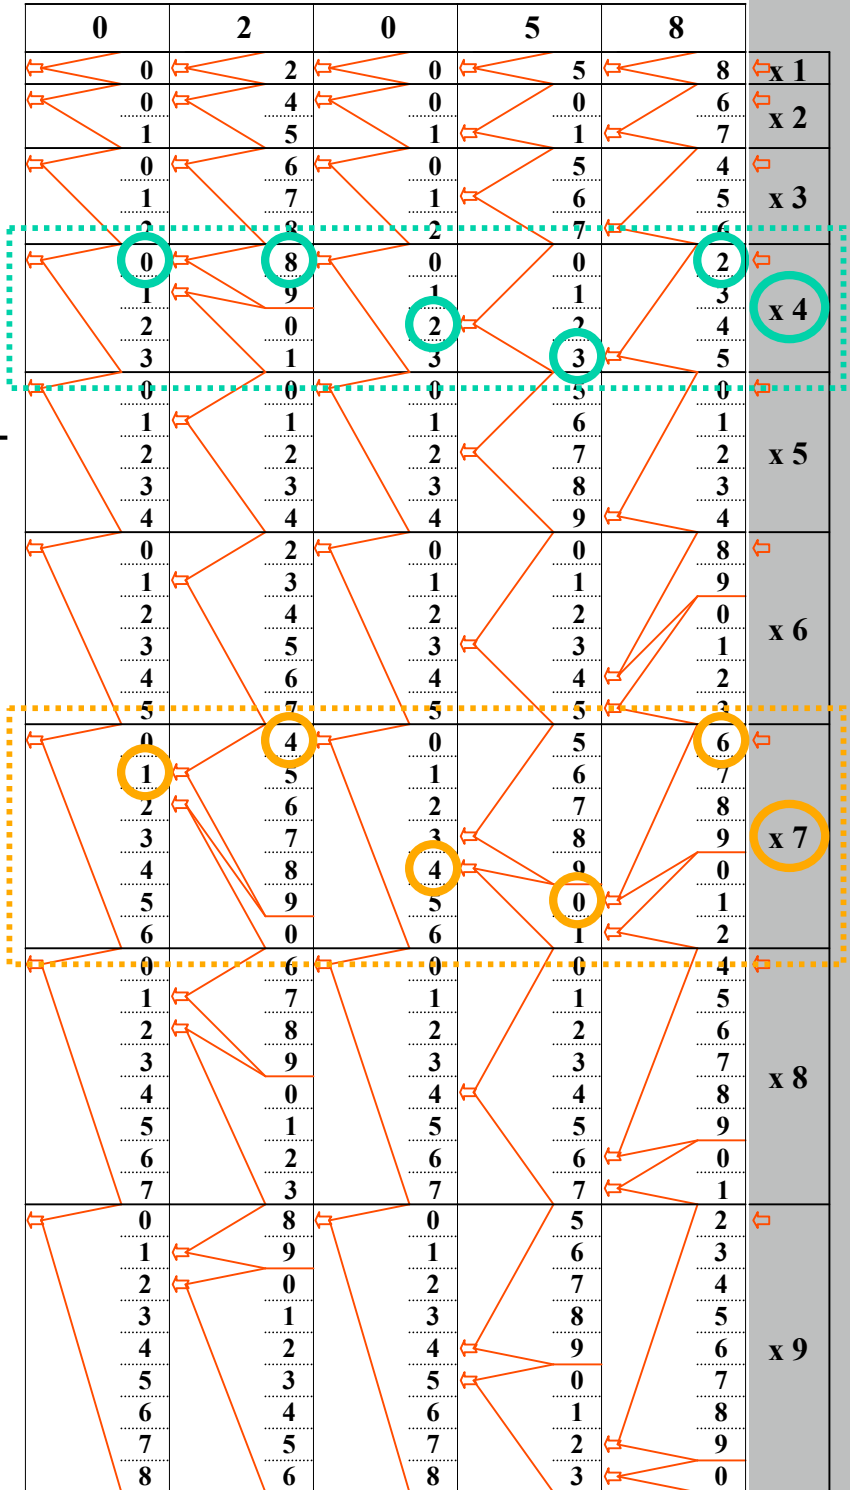 0 2 0 5 8
0 2 0 5 8 x 1
0 4 0 0 6
1 5 1 1 7
x 2
0 6 0 5 4
1 7 1 6 5
2 8 2 7 6
x 3
0 8 0 0 2
1 9 1 1 3
2 0 2 2 4
3 1 3 3 5
x 4
0 0 0 5 0
1 1 1 6 1
2 2 2 7 2
3 3 3 8 3
4 4 4 9 4
x 5
0 2 0 0 8
1 3 1 1 9
2 4 2 2 0
3 5 3 3 1
4 6 4 4 2
5 7 5 5 3
x 6
0 4 0 5 6
1 5 1 6 7
2 6 2 7 8
3 7 3 8 9
4 8 4 9 0
5 9 5 0 1
6 0 6 1 2
x 7
0 6 0 0 4
1 7 1 1 5
2 8 2 2 6
3 9 3 3 7
4 0 4 4 8
5 1 5 5 9
6 2 6 6 0
7 3 7 7 1
x 8
0 8 0 5 2
1 9 1 6 3
2 0 2 7 4
3 1 3 8 5
4 2 4 9 6
5 3 5 0 7
6 4 6 1 8
7 5 7 2 9
8 6 8 3 0
x 9